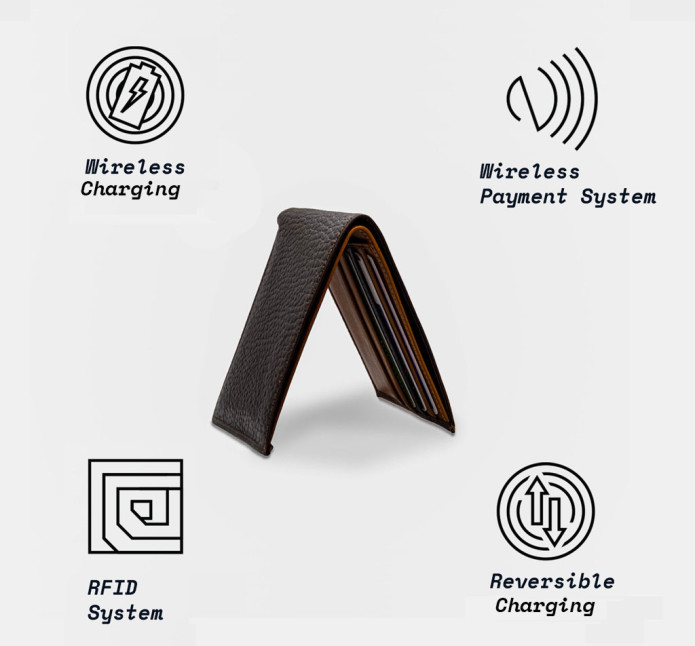 Wireless
Charging
Wireless
Payment System
RFID
System
Reversible
Charging